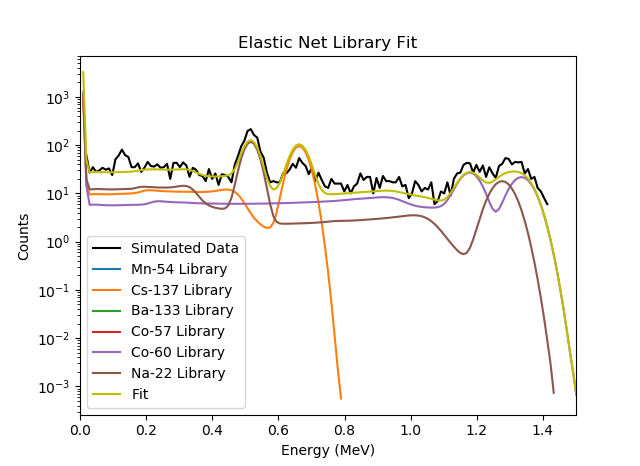 Elastic Net Library Fit
Counts
10³
10²
10¹
10⁰
10⁻¹
10⁻²
10⁻³
Simulated Data
Mn-54 Library
Cs-137 Library
Ba-133 Library
Co-57 Library
Co-60 Library
Na-22 Library
Fit
0.0 0.2 0.4 0.6 0.8 1.0 1.2 1.4
Energy (MeV)